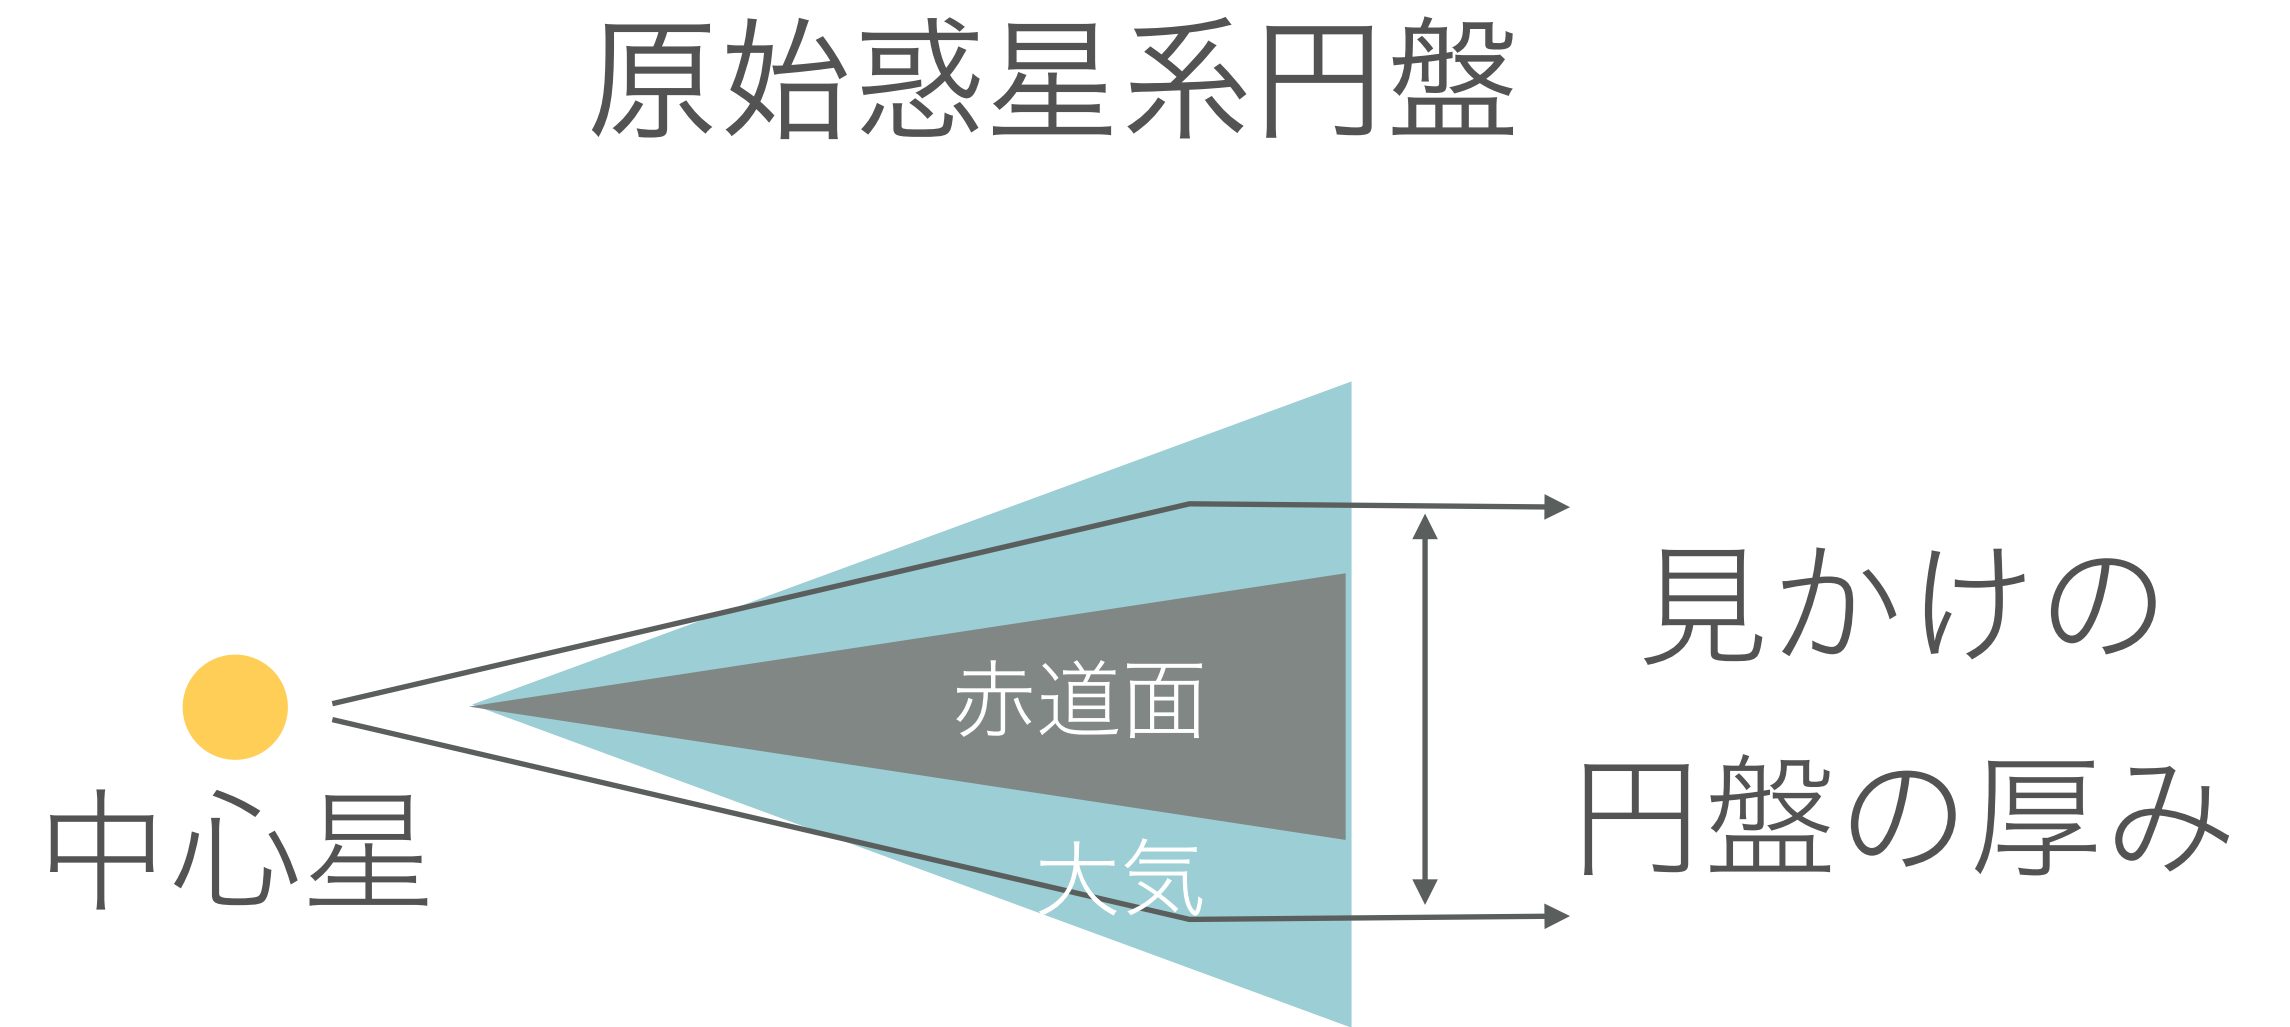 原始惑星系円盤
中心星
赤道面
大気
見かけの
円盤の厚み